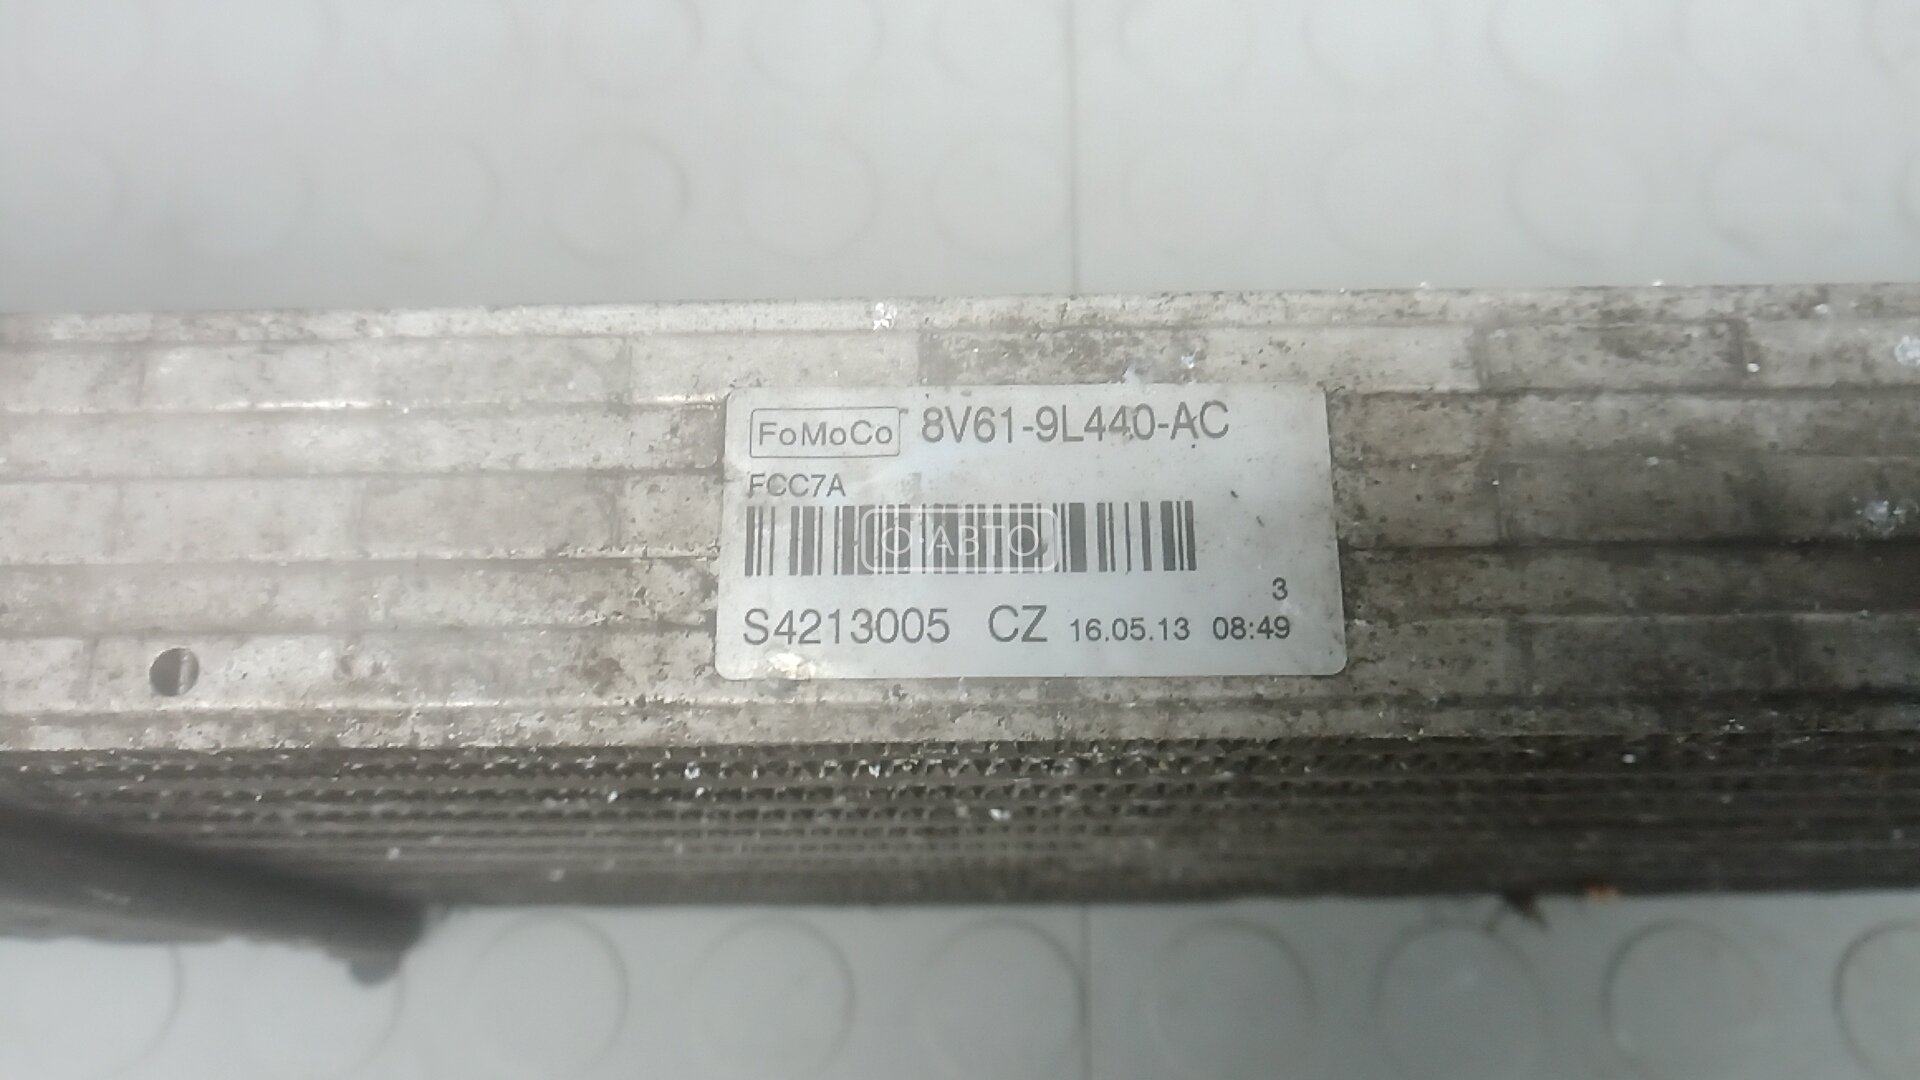 FoMoCo 8V61-9L440-AC
FCC7A
О·АВТО
3
S4213005 CZ 16.05.13 08:49